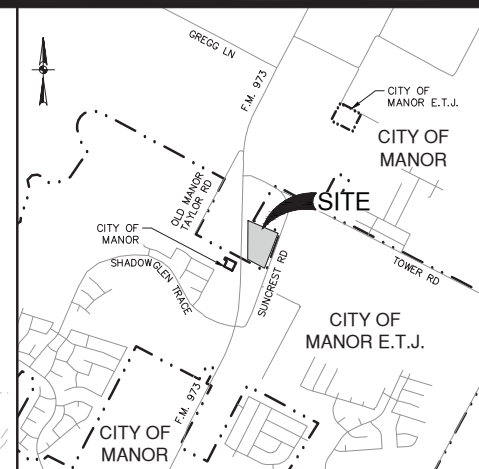 GREGG LN
F.M. 973
CITY OF
MANOR E.T.J.
CITY OF
MANOR
OLD MANOR
TAYLOR RD
SITE
CITY OF
MANOR
SHADOWGLEN TRACE
SUNCREST RD
TOWER RD
CITY OF
MANOR E.T.J.
F.M. 973
CITY OF
MANOR